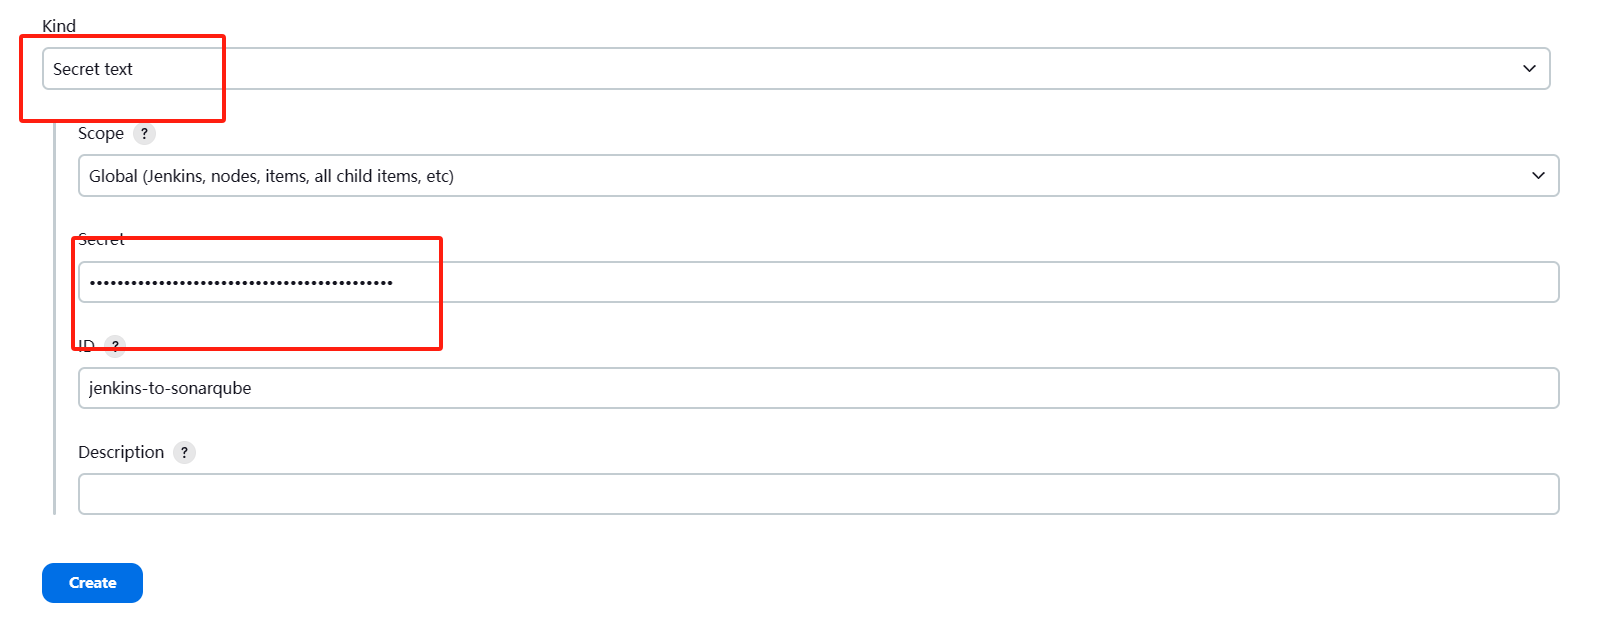 Kind
Secret text
Scope ?
Global (Jenkins, nodes, items, all child items, etc)
Secret
••••••••••••••••••••••••••••••••••••••••••••
ID ?
jenkins-to-sonarqube
Description ?
Create